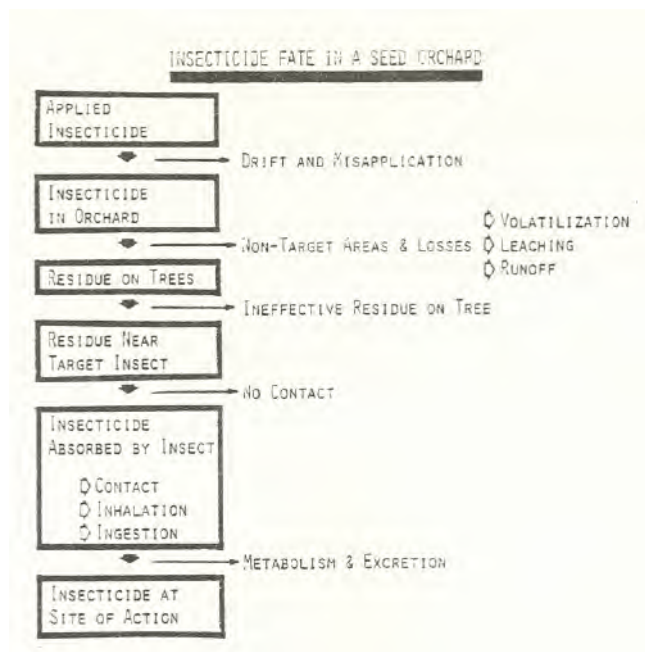 INSECTICIDE FATE IN A SEED ORCHARD
APPLIED
INSECTICIDE
DRIFT AND MISAPPLICATION
INSECTICIDE
IN ORCHARD
VOLATILIZATION
NON-TARGET AREAS & LOSSES
LEACHING
RUNOFF
RESIDUE ON TREES
INEFFECTIVE RESIDUE ON TREE
RESIDUE NEAR
TARGET INSECT
NO CONTACT
INSECTICIDE
ABSORBED BY INSECT
CONTACT
INHALATION
INGESTION
METABOLISM & EXCRETION
INSECTICIDE AT
SITE OF ACTION